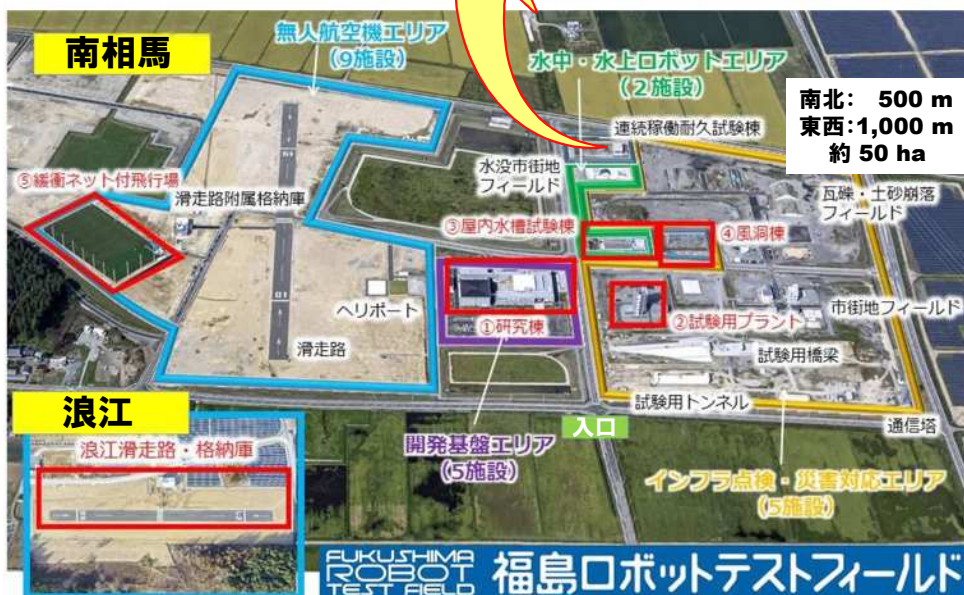 南相馬
無人航空機エリア
(9施設)
水中・水上ロボットエリア
(2施設)
南北: 500 m
東西:1,000 m
約 50 ha
連続稼働耐久試験棟
水没市街地
フィールド
瓦礫・土砂崩落
フィールド
⑤緩衝ネット付飛行場
滑走路附属格納庫
③屋内水槽試験棟
④風洞棟
ヘリポート
①研究棟
②試験用プラント
市街地フィールド
滑走路
試験用橋梁
試験用トンネル
通信塔
入口
浪江
浪江滑走路・格納庫
開発基盤エリア
(5施設)
インフラ点検・災害対応エリア
(5施設)
FUKUSHIMA
ROBOT
TEST FIELD
福島ロボットテストフィールド